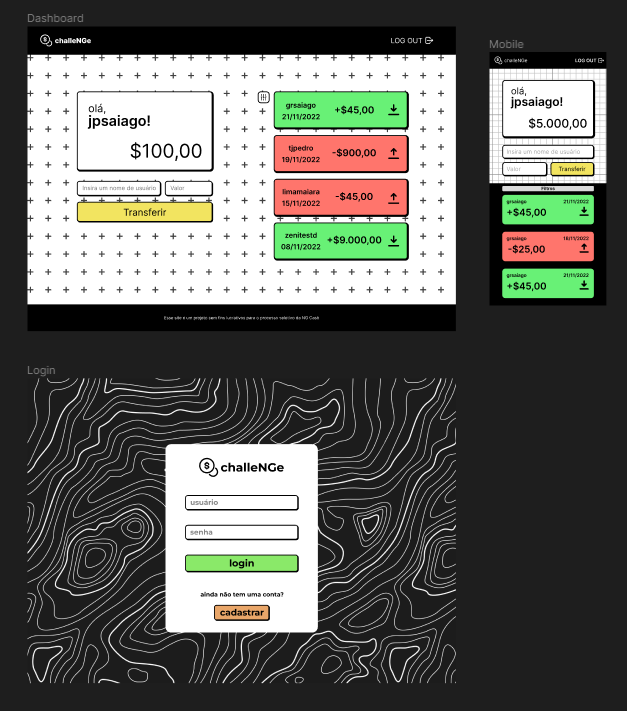 Dashboard
challeNGe
LOG OUT
olá,
jpsaiago!
$100,00
Insira um nome de usuário
Valor
Transferir
grsaiago
21/11/2022
+$45,00
tjpedro
19/11/2022
-$900,00
limamaiara
15/11/2022
-$45,00
zenitestd
08/11/2022
+$9.000,00
Esse site é um projeto sem fins lucrativos para o processo seletivo da NG Cash
Mobile
challeNGe
LOG OUT
olá,
jpsaiago!
$5.000,00
Insira um nome de usuário
Valor
Transferir
Filtros
grsaiago
21/11/2022
+$45,00
grsaiago
18/11/2022
-$25,00
grsaiago
21/11/2022
+$45,00
Login
challeNGe
usuário
senha
login
ainda não tem uma conta?
cadastrar